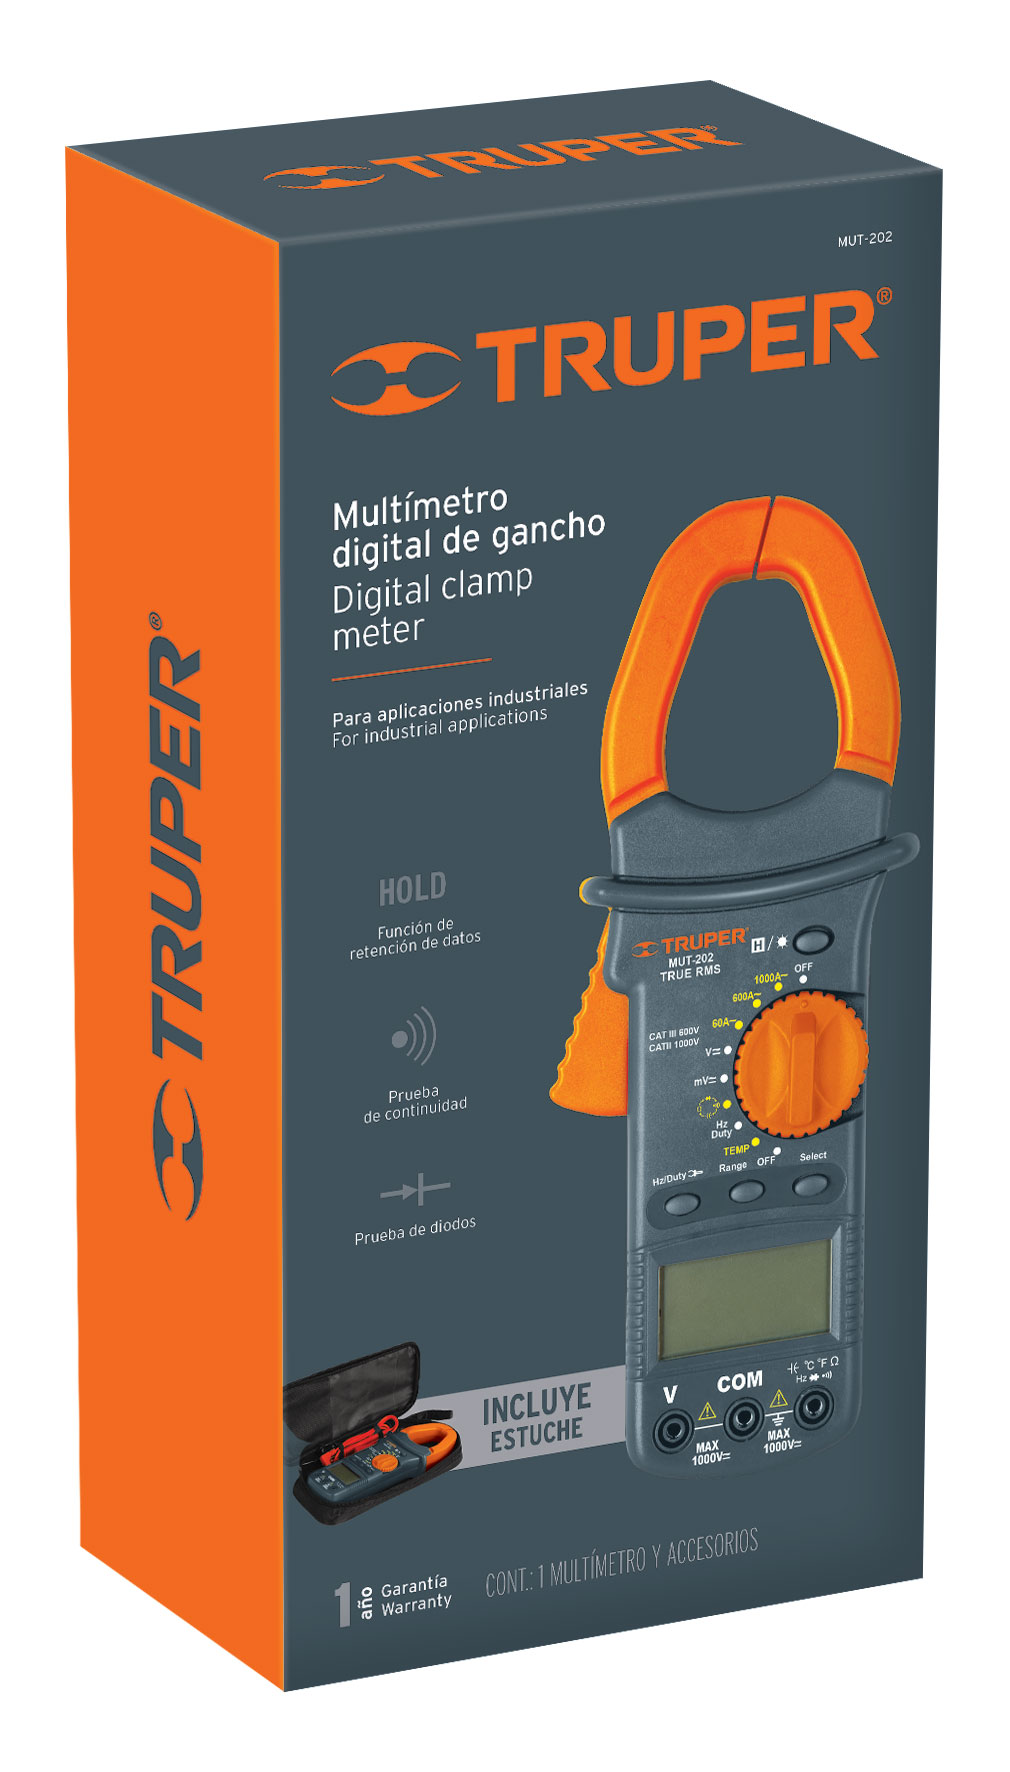 TRUPER®
MUT-202
TRUPER®
Multímetro
digital de gancho
Digital clamp
meter
Para aplicaciones industriales
For industrial applications
HOLD
Función de
retención de datos
Prueba
de continuidad
Prueba de diodos
INCLUYE
ESTUCHE
1 año Garantía
Warranty
CONT.: 1 MULTÍMETRO Y ACCESORIOS
TRUPER®
TRUPER®
H /
MUT-202
TRUE RMS
OFF
1000A~
600A~
60A~
CAT III 600V
CATII 1000V
V⎓
mV⎓
Hz
Duty
TEMP
OFF
Hz/Duty
Range
Select
V
COM
°C °F Ω
Hz
MAX
1000V⎓
MAX
1000V⎓